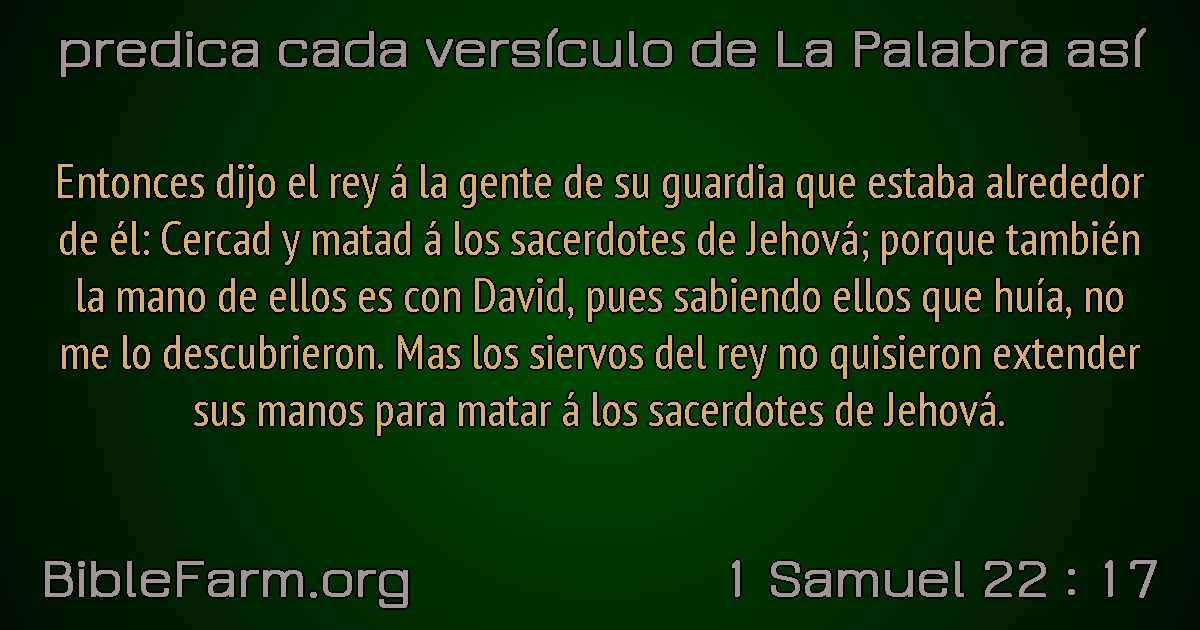 predica cada versículo de La Palabra así
Entonces dijo el rey á la gente de su guardia que estaba alrededor
de él: Cercad y matad á los sacerdotes de Jehová; porque también
la mano de ellos es con David, pues sabiendo ellos que huía, no
me lo descubrieron. Mas los siervos del rey no quisieron extender
sus manos para matar á los sacerdotes de Jehová.
BibleFarm.org
1 Samuel 22 : 17